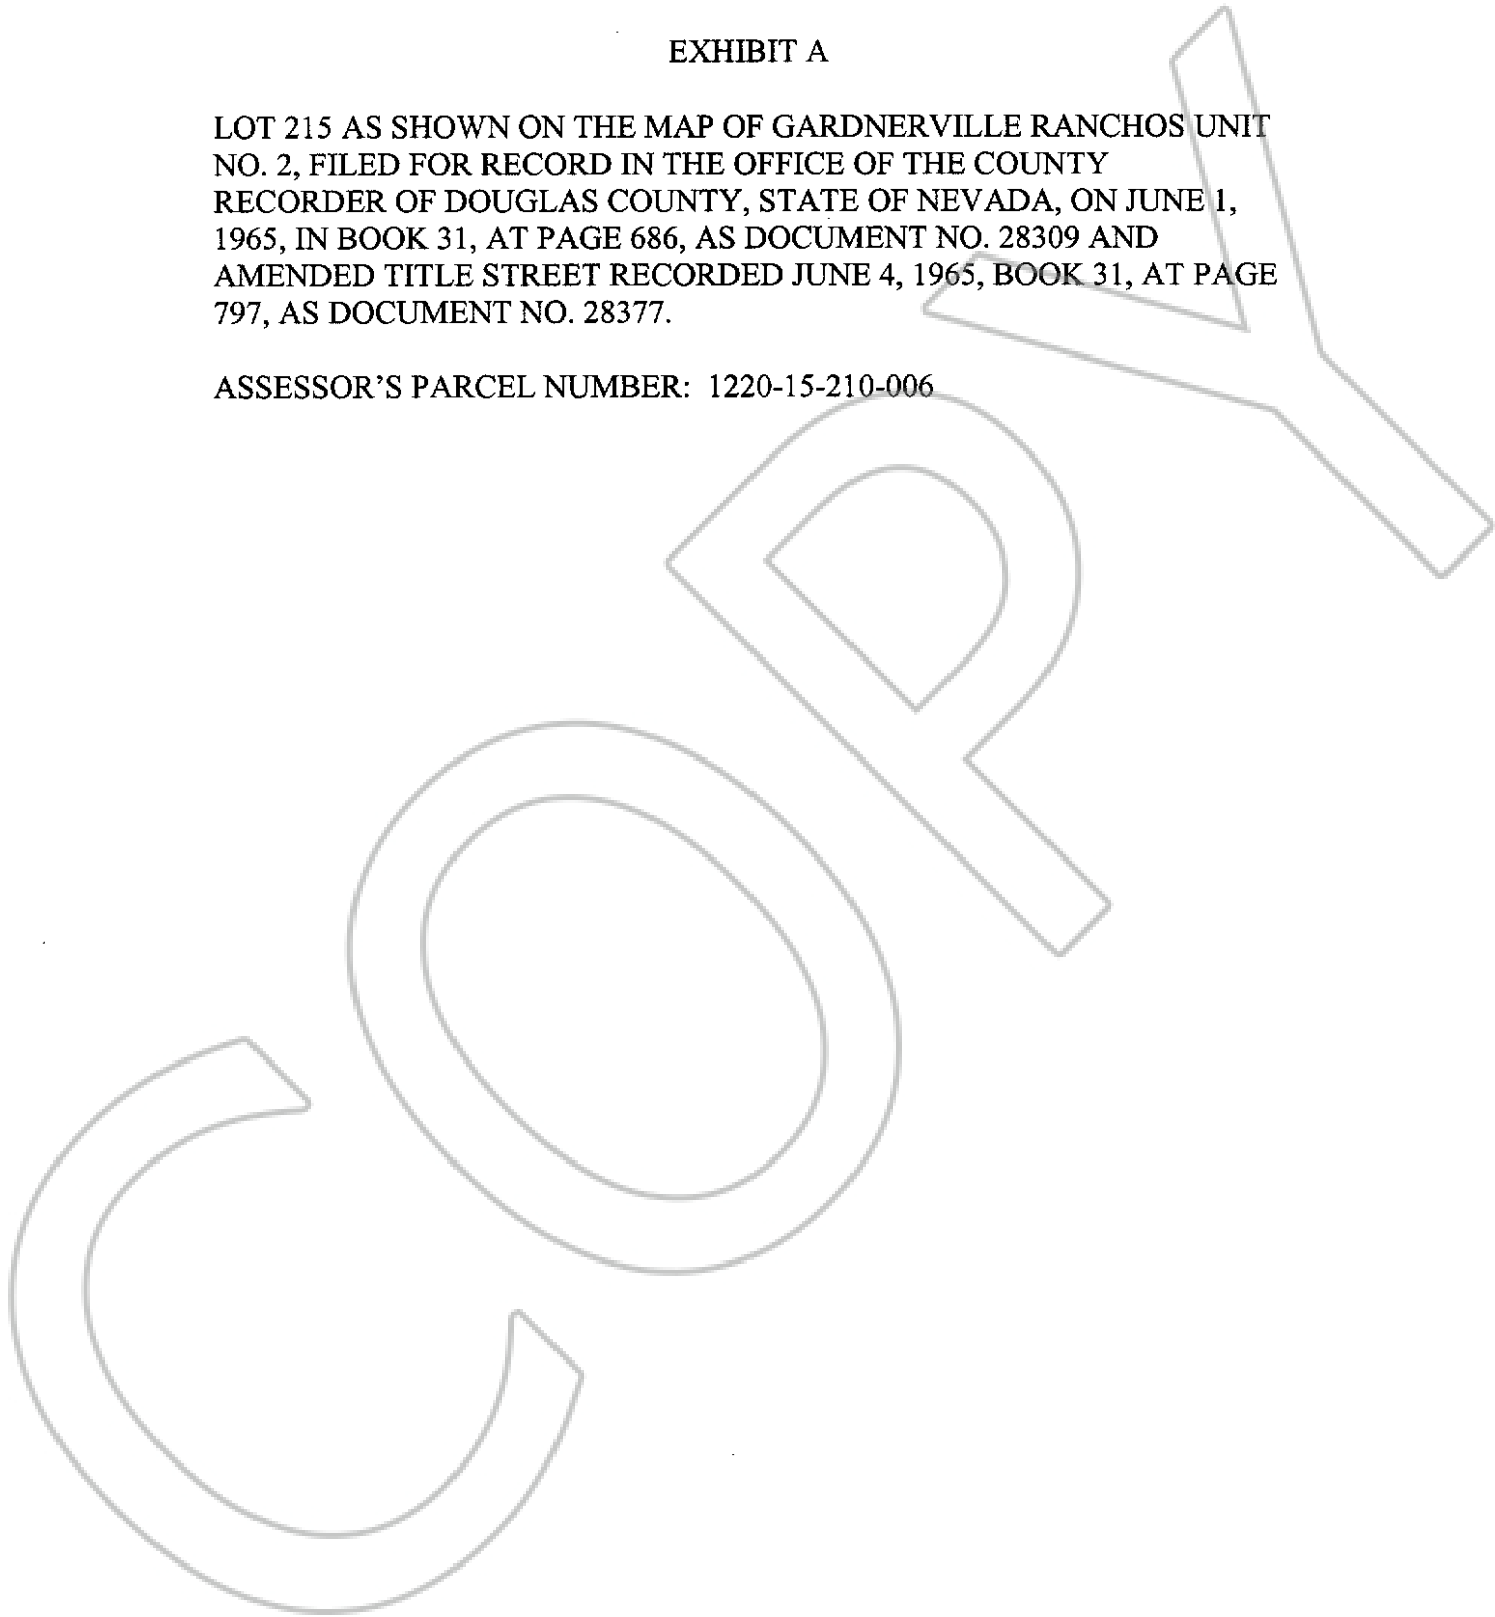 EXHIBIT A
LOT 215 AS SHOWN ON THE MAP OF GARDNERVILLE RANCHOS UNIT
NO. 2, FILED FOR RECORD IN THE OFFICE OF THE COUNTY
RECORDER OF DOUGLAS COUNTY, STATE OF NEVADA, ON JUNE 1,
1965, IN BOOK 31, AT PAGE 686, AS DOCUMENT NO. 28309 AND
AMENDED TITLE STREET RECORDED JUNE 4, 1965, BOOK 31, AT PAGE
797, AS DOCUMENT NO. 28377.
ASSESSOR'S PARCEL NUMBER: 1220-15-210-006
COPY